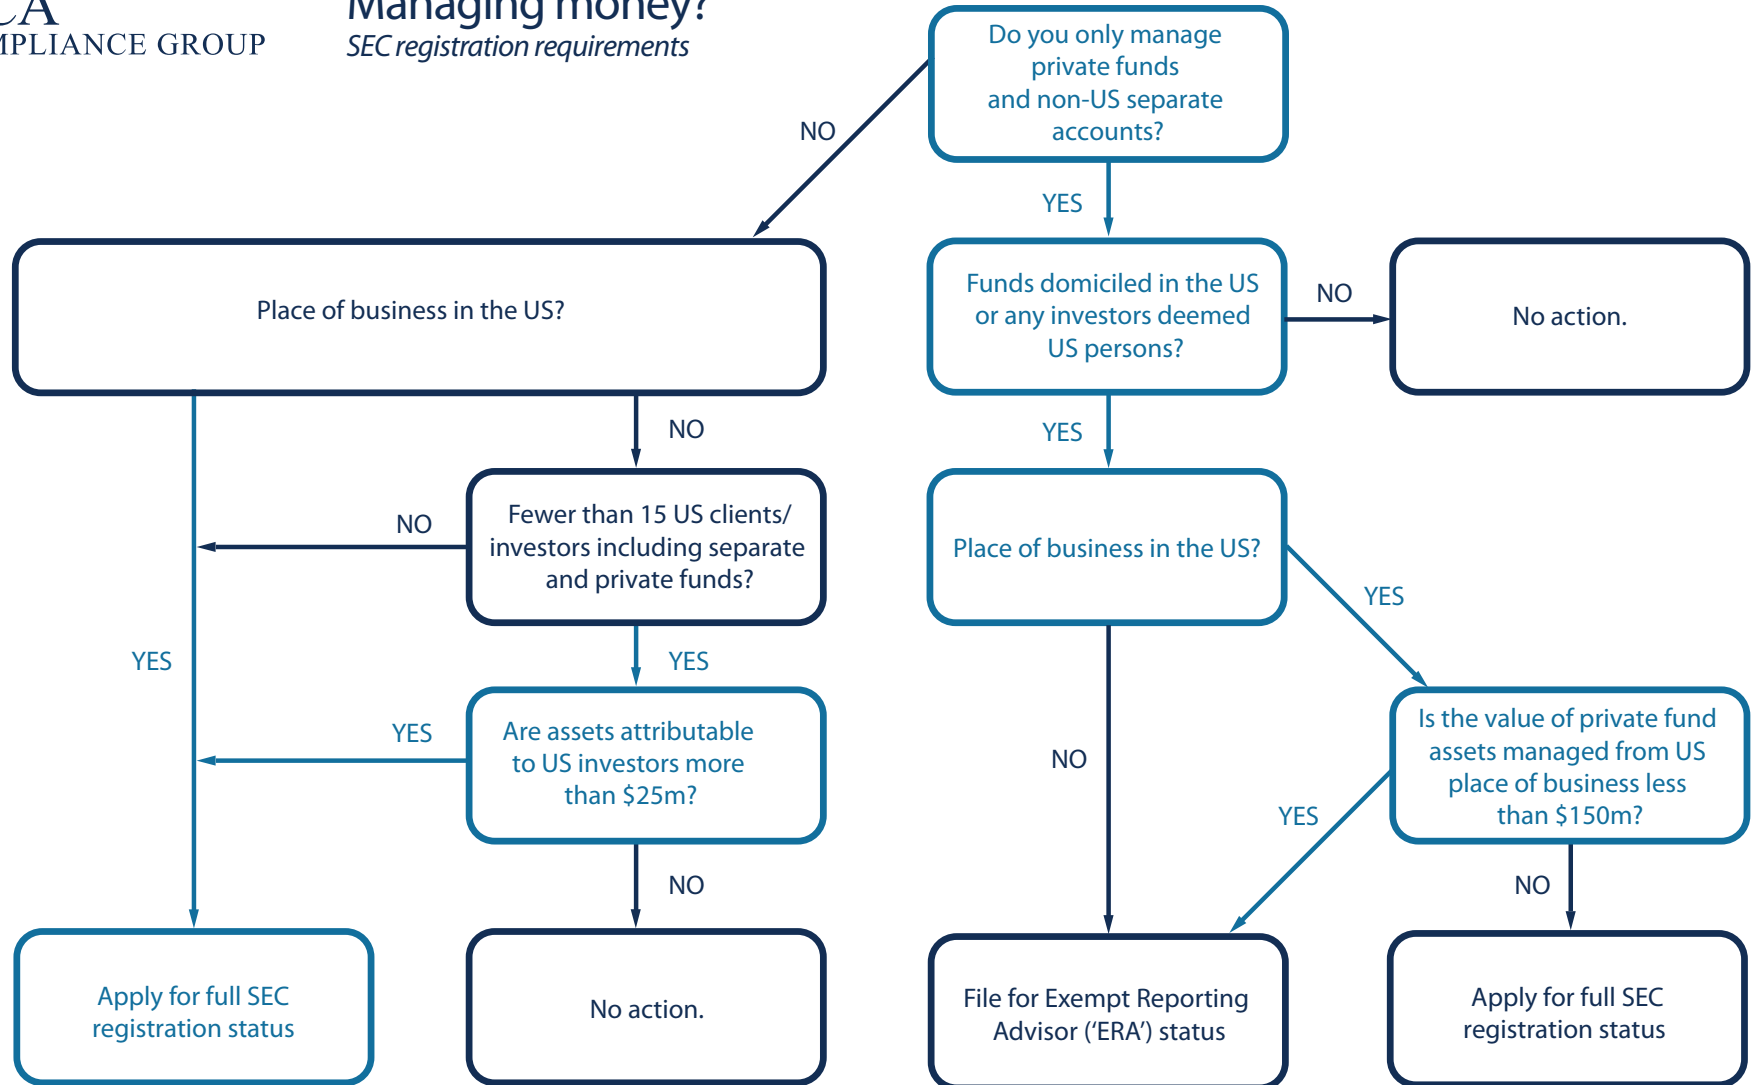 CA
MPLIANCE GROUP
Managing money?
SEC registration requirements
Do you only manage
private funds
and non-US separate
accounts?
NO
YES
Place of business in the US?
Funds domiciled in the US
or any investors deemed
US persons?
NO
No action.
NO
YES
Fewer than 15 US clients/
investors including separate
and private funds?
NO
Place of business in the US?
YES
YES
YES
Are assets attributable
to US investors more
than $25m?
YES
NO
Is the value of private fund
assets managed from US
place of business less
than $150m?
YES
NO
NO
Apply for full SEC
registration status
No action.
File for Exempt Reporting
Advisor (‘ERA’) status
Apply for full SEC
registration status